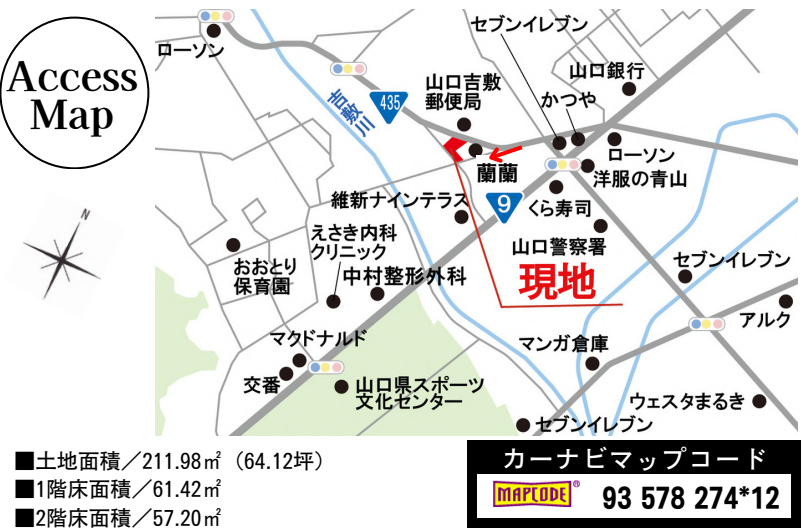 Access
Map
N
ローソン
セブンイレブン
山口銀行
かつや
山口吉敷
郵便局
435
吉敷川
蘭蘭
ローソン
洋服の青山
維新ナインテラス
9
くら寿司
えさき内科
クリニック
山口警察署
おおとり
保育園
中村整形外科
現地
セブンイレブン
アルク
マクドナルド
マンガ倉庫
交番
山口県スポーツ
文化センター
ウェスタまるき
セブンイレブン
■土地面積／211.98㎡（64.12坪）
■1階床面積／61.42㎡
■2階床面積／57.20㎡
カーナビマップコード
MAPCODE® 93 578 274*12